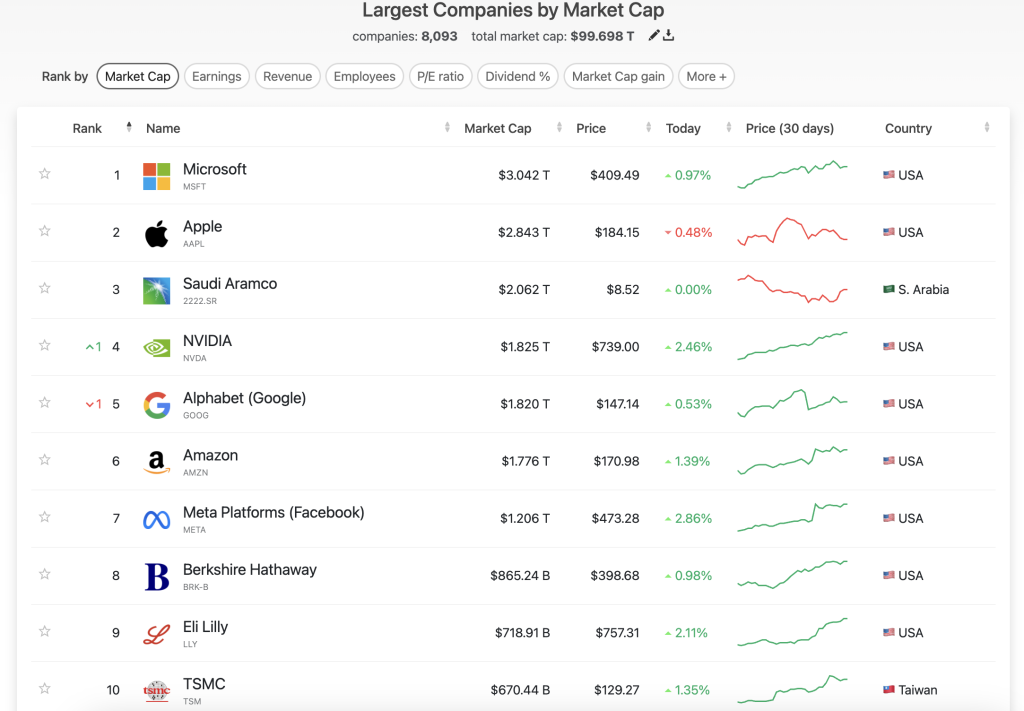 Largest Companies by Market Cap
companies: 8,093 total market cap: $99.698 T
Rank by Market Cap Earnings Revenue Employees P/E ratio Dividend % Market Cap gain More +
Rank Name Market Cap Price Today Price (30 days) Country
1 Microsoft $3.042 T $409.49 0.97% USA
MSFT
2 Apple $2.843 T $184.15 0.48% USA
AAPL
3 Saudi Aramco $2.062 T $8.52 0.00% S. Arabia
2222.SR
1 4 NVIDIA $1.825 T $739.00 2.46% USA
NVDA
1 5 Alphabet (Google) $1.820 T $147.14 0.53% USA
GOOG
6 Amazon $1.776 T $170.98 1.39% USA
AMZN
7 Meta Platforms (Facebook) $1.206 T $473.28 2.86% USA
META
B 8 Berkshire Hathaway $865.24 B $398.68 0.98% USA
BRK-B
9 Eli Lilly $718.91 B $757.31 2.11% USA
LLY
10 tsmc TSMC $670.44 B $129.27 1.35% Taiwan
TSM